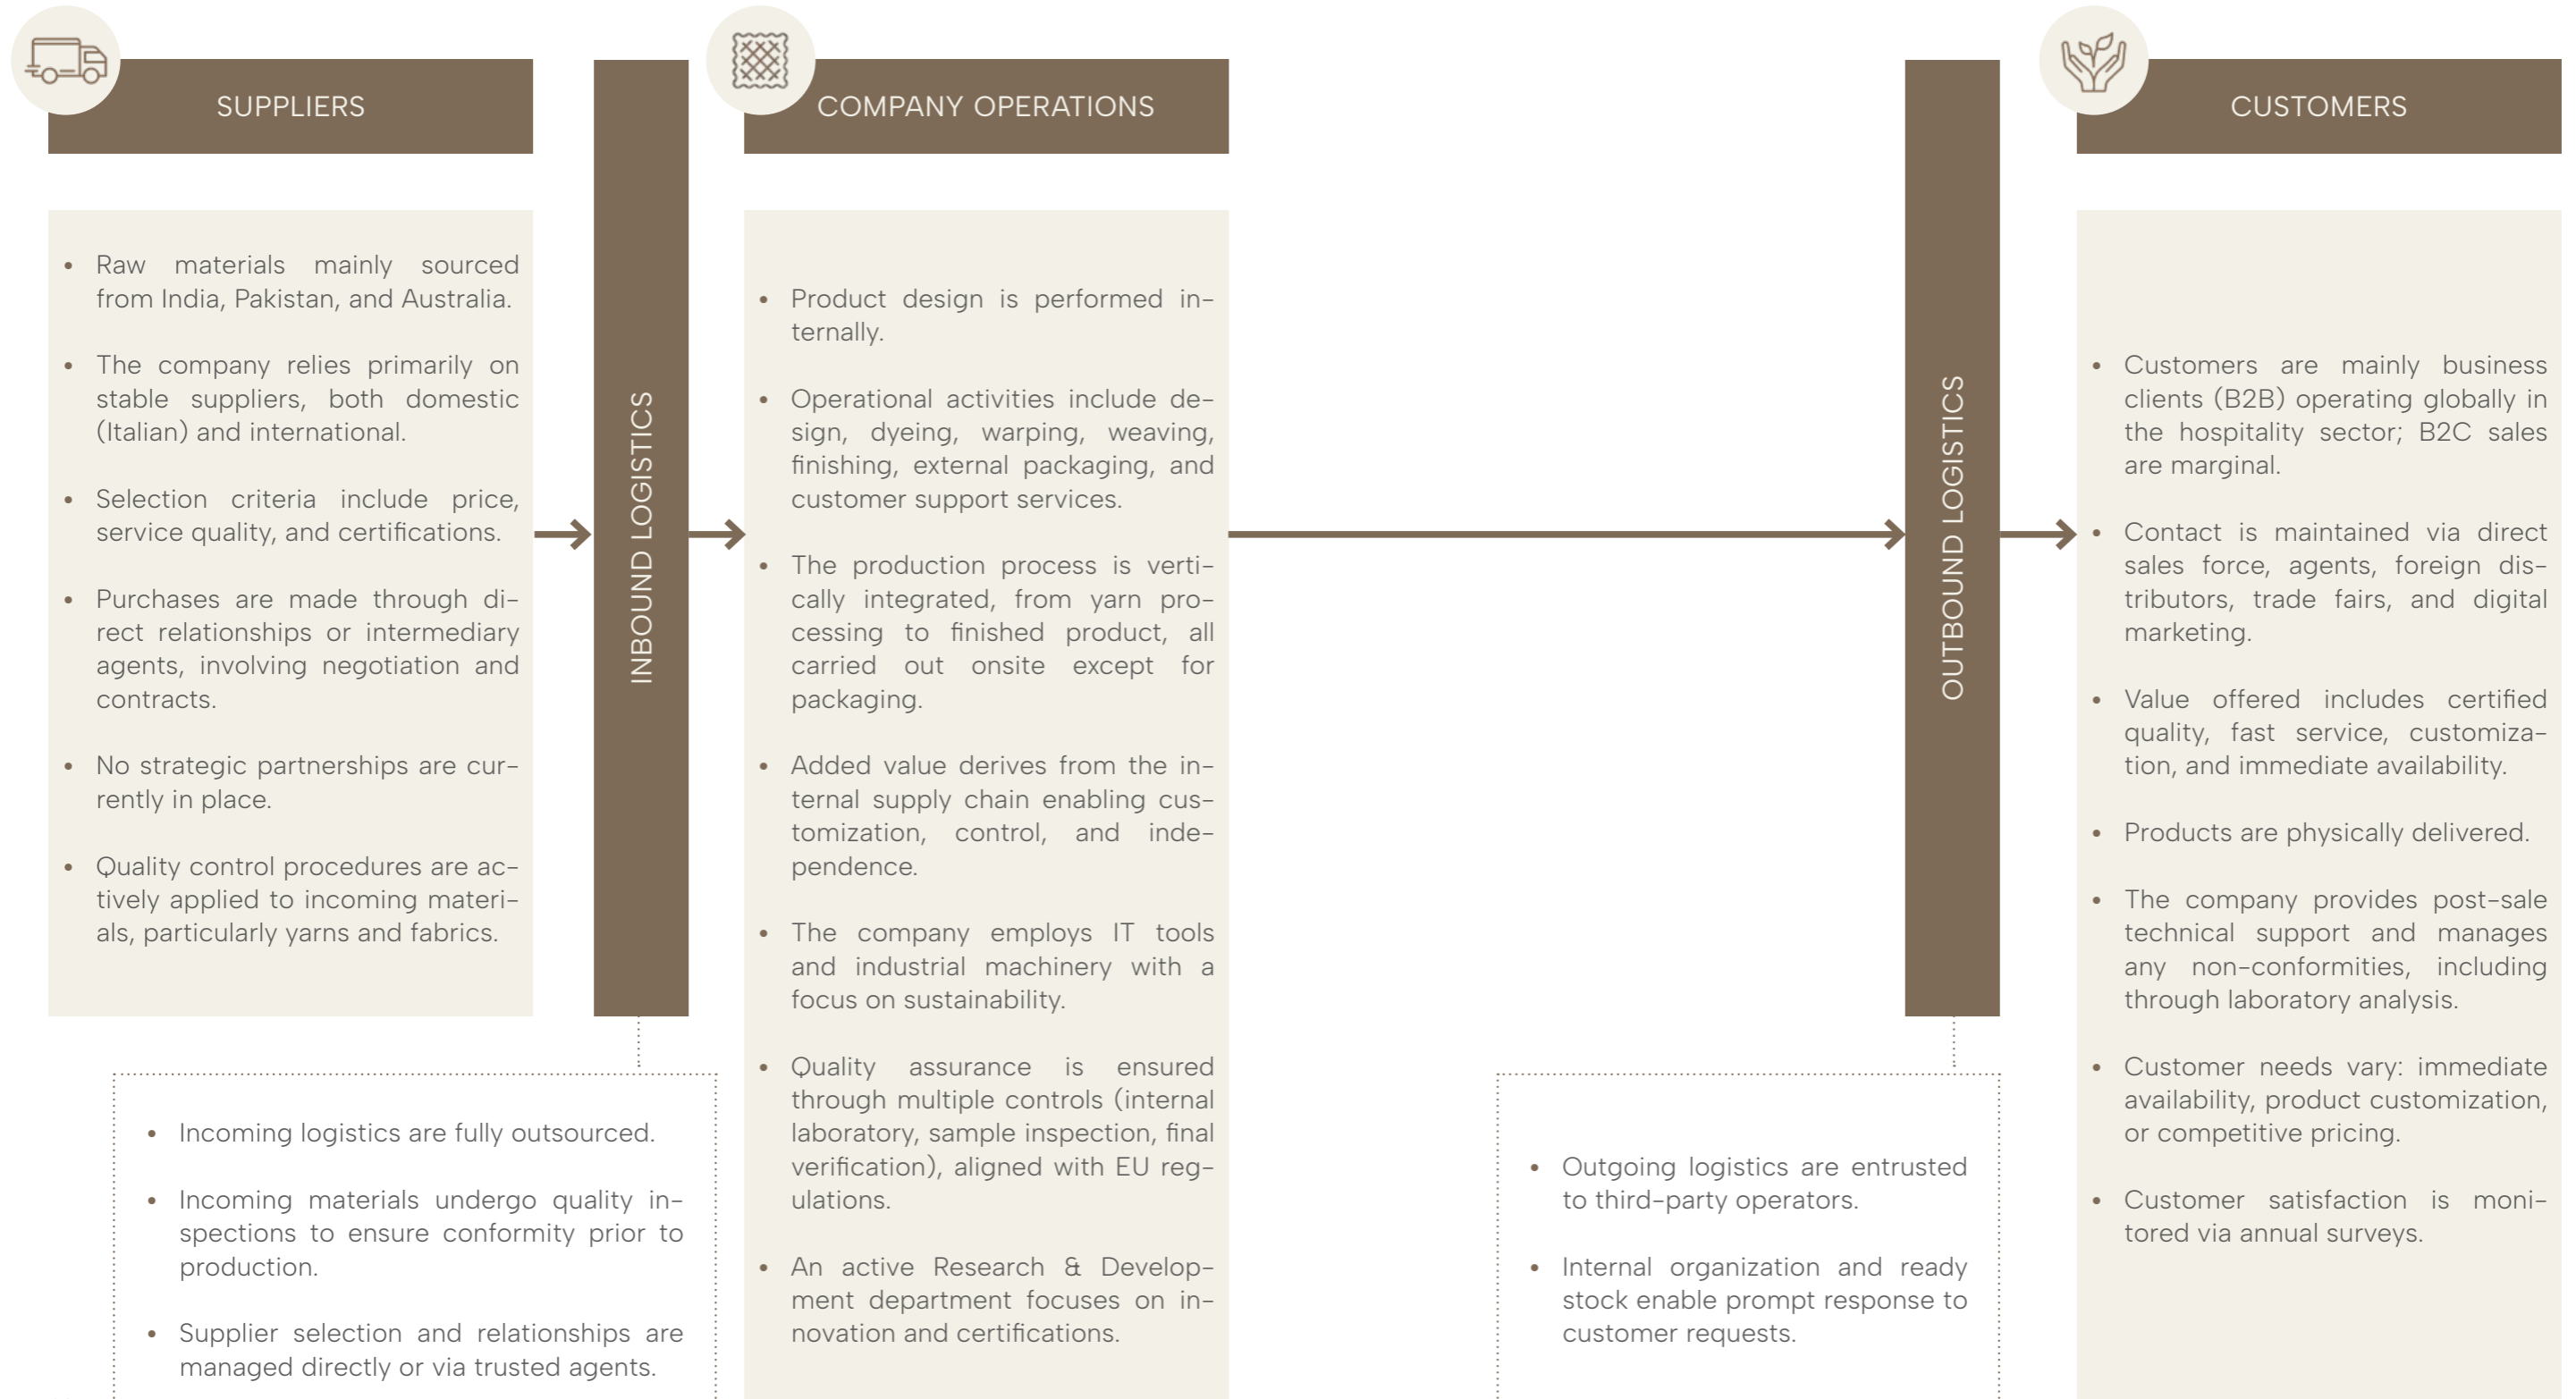 SUPPLIERS
• Raw materials mainly sourced
from India, Pakistan, and Australia.
• The company relies primarily on
stable suppliers, both domestic
(Italian) and international.
• Selection criteria include price,
service quality, and certifications.
• Purchases are made through di-
rect relationships or intermediary
agents, involving negotiation and
contracts.
• No strategic partnerships are cur-
rently in place.
• Quality control procedures are ac-
tively applied to incoming materi-
als, particularly yarns and fabrics.
INBOUND LOGISTICS
• Incoming logistics are fully outsourced.
• Incoming materials undergo quality in-
spections to ensure conformity prior to
production.
• Supplier selection and relationships are
managed directly or via trusted agents.
COMPANY OPERATIONS
• Product design is performed in-
ternally.
• Operational activities include de-
sign, dyeing, warping, weaving,
finishing, external packaging, and
customer support services.
• The production process is verti-
cally integrated, from yarn pro-
cessing to finished product, all
carried out onsite except for
packaging.
• Added value derives from the in-
ternal supply chain enabling cus-
tomization, control, and inde-
pendence.
• The company employs IT tools
and industrial machinery with a
focus on sustainability.
• Quality assurance is ensured
through multiple controls (internal
laboratory, sample inspection, final
verification), aligned with EU reg-
ulations.
• An active Research & Develop-
ment department focuses on in-
novation and certifications.
OUTBOUND LOGISTICS
• Outgoing logistics are entrusted
to third-party operators.
• Internal organization and ready
stock enable prompt response to
customer requests.
CUSTOMERS
• Customers are mainly business
clients (B2B) operating globally in
the hospitality sector; B2C sales
are marginal.
• Contact is maintained via direct
sales force, agents, foreign dis-
tributors, trade fairs, and digital
marketing.
• Value offered includes certified
quality, fast service, customiza-
tion, and immediate availability.
• Products are physically delivered.
• The company provides post-sale
technical support and manages
any non-conformities, including
through laboratory analysis.
• Customer needs vary: immediate
availability, product customization,
or competitive pricing.
• Customer satisfaction is moni-
tored via annual surveys.